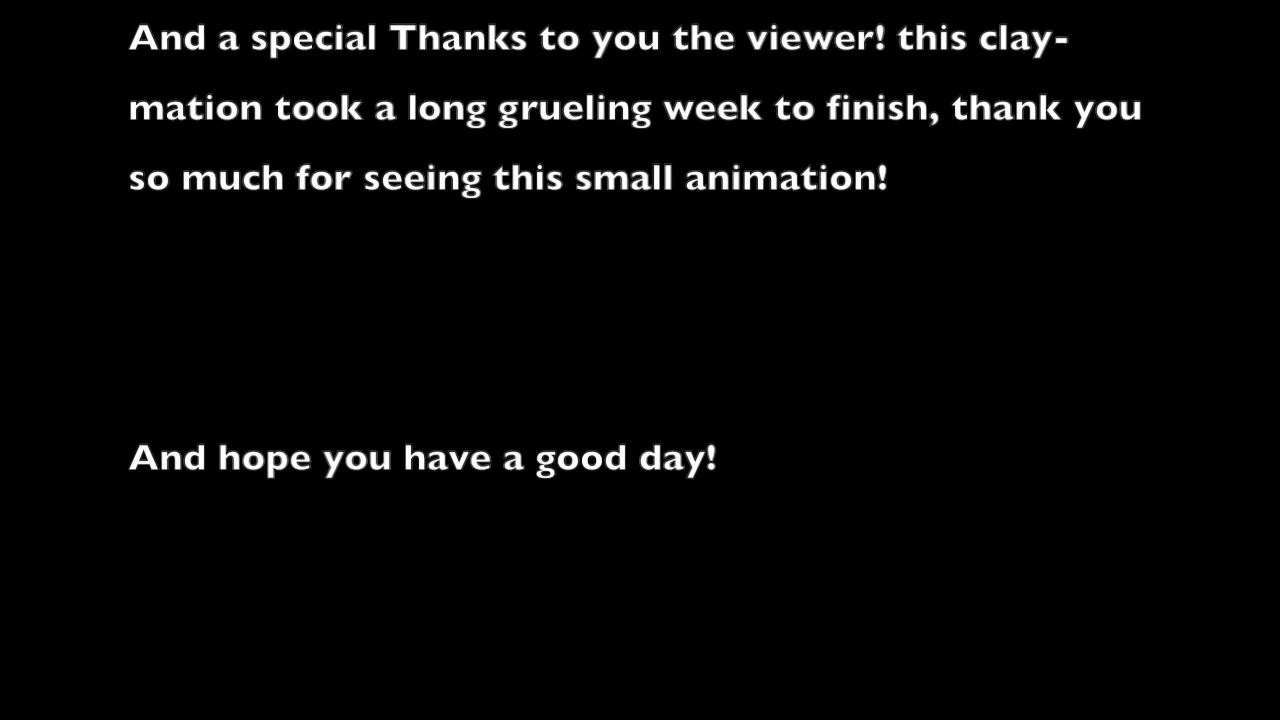 And a special Thanks to you the viewer! this clay-
mation took a long grueling week to finish, thank you
so much for seeing this small animation!
And hope you have a good day!